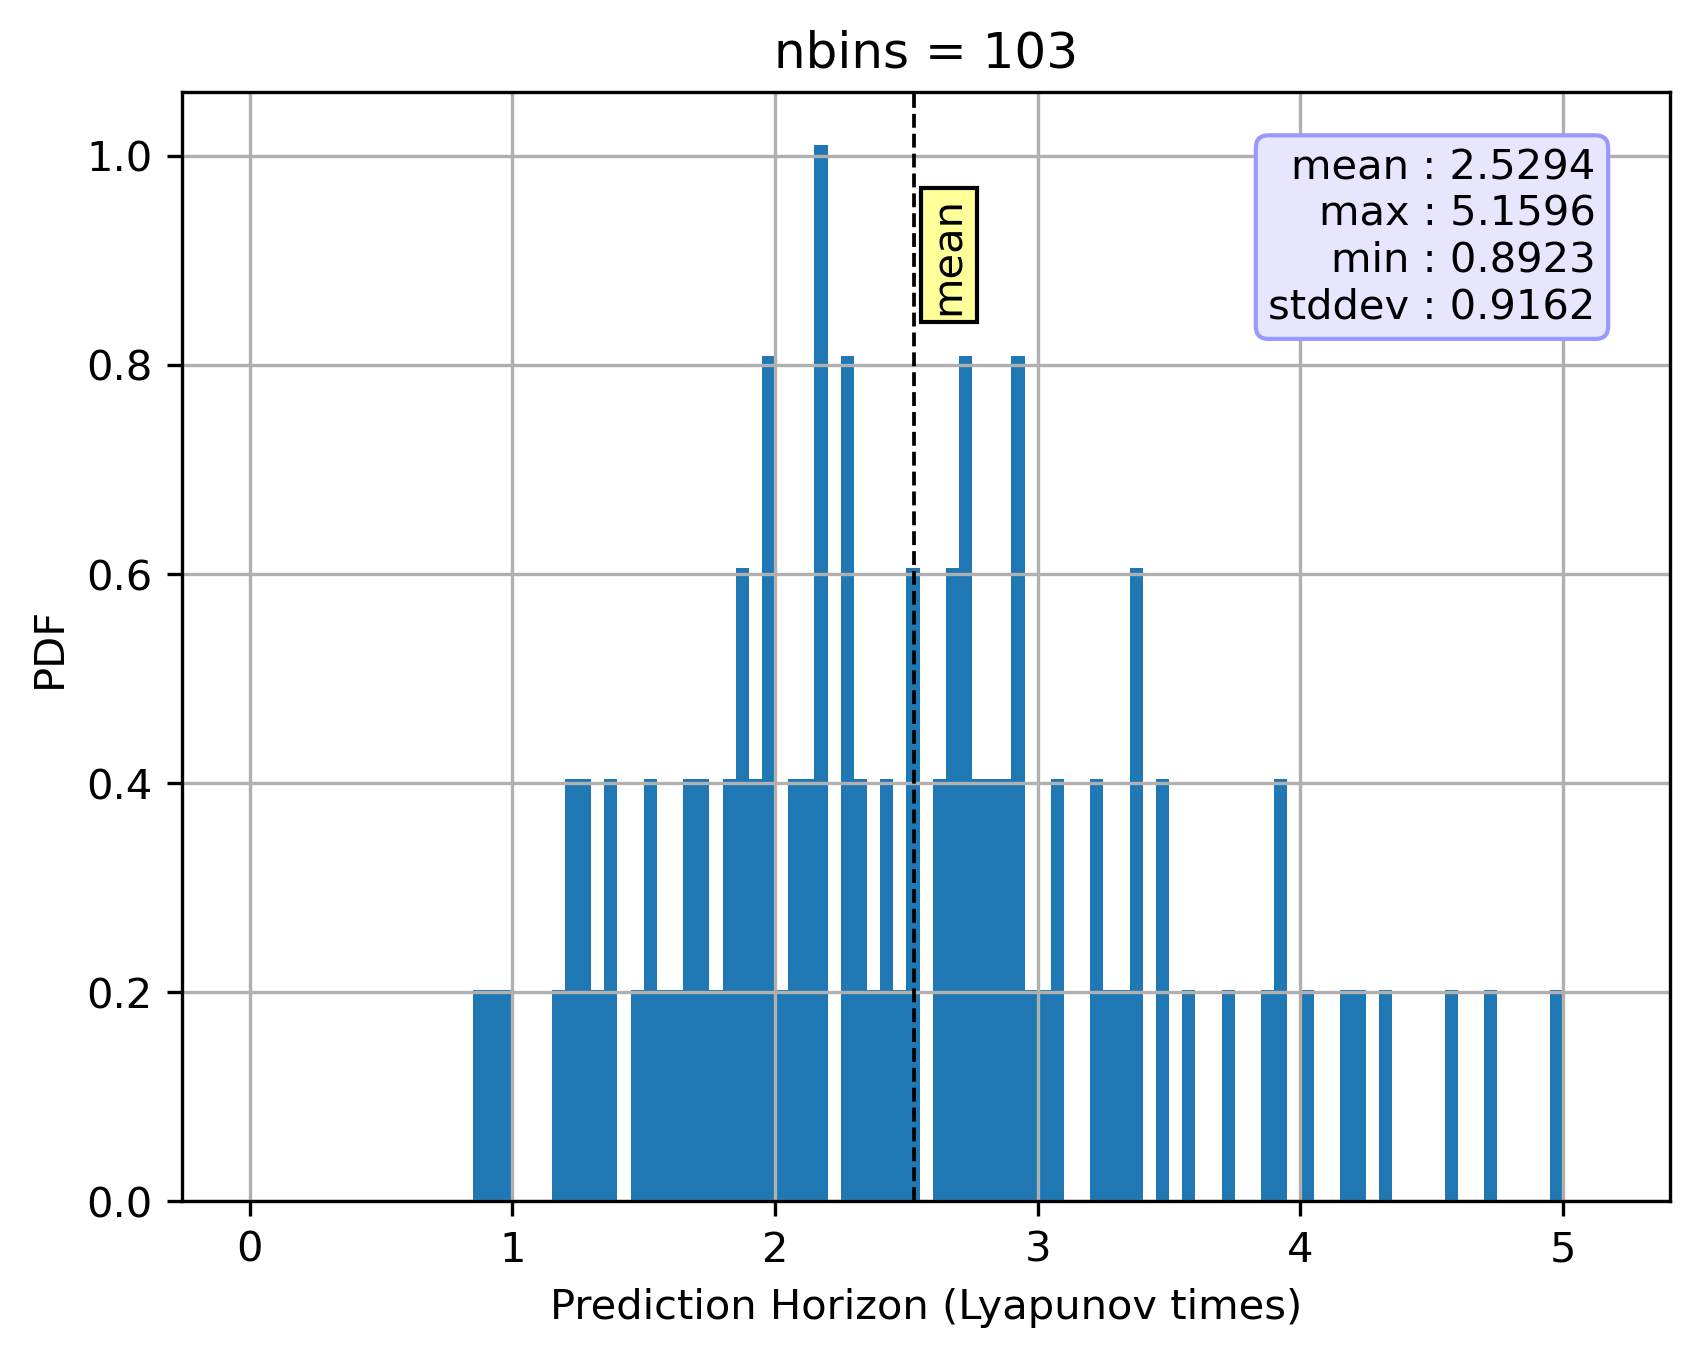 nbins = 103
1.0
0.8
0.6
0.4
0.2
0.0
PDF
mean
mean : 2.5294
max : 5.1596
min : 0.8923
stddev : 0.9162
0 1 2 3 4 5
Prediction Horizon (Lyapunov times)